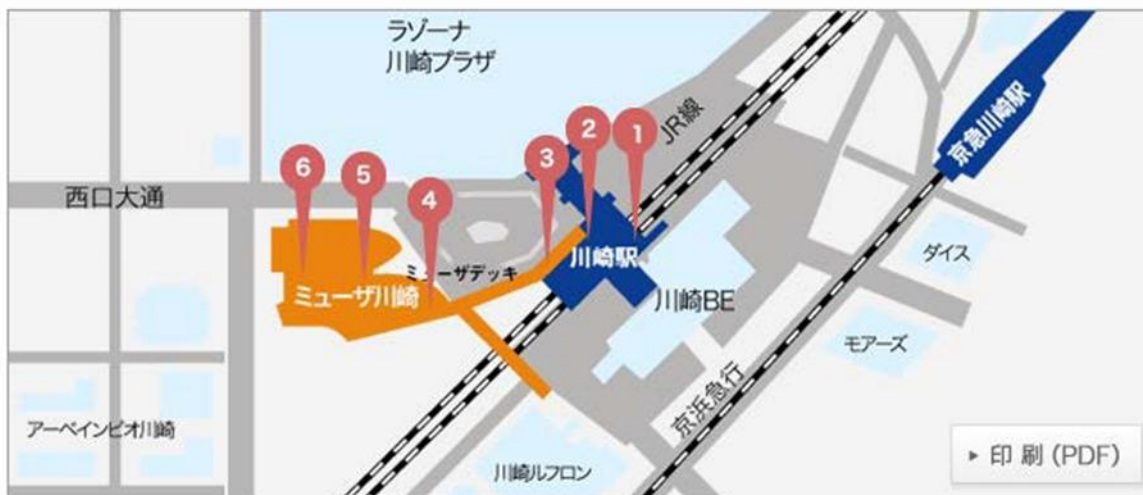 ラゾーナ
川崎プラザ
JR線
京急川崎駅
1
2
3
4
5
6
西口大通
ミューザデッキ
川崎駅
ミューザ川崎
川崎BE
ダイス
モアーズ
京浜急行
アーベインビオ川崎
川崎ルフロン
印刷(PDF)